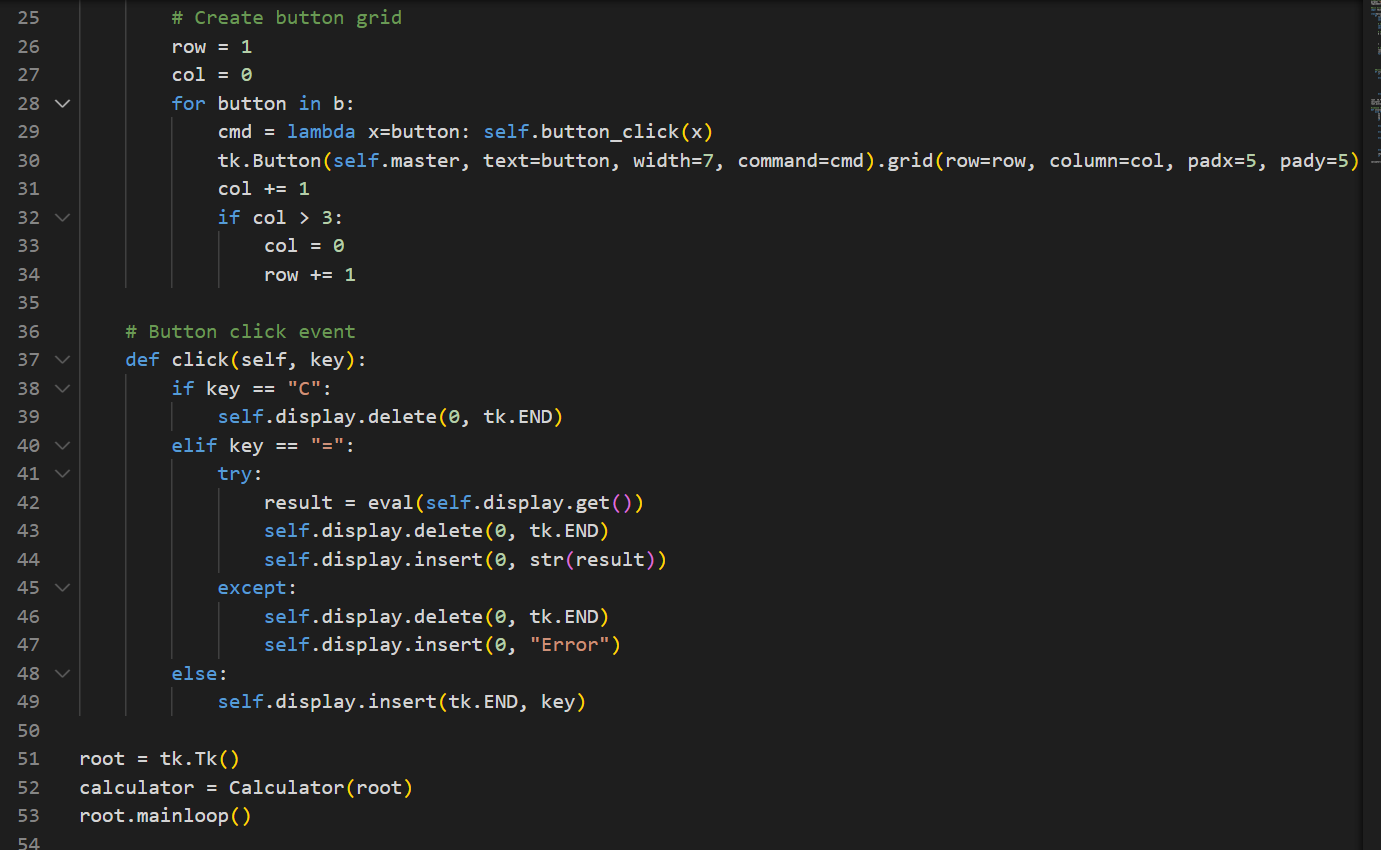 25 # Create button grid
26 row = 1
27 col = 0
28 for button in b:
29 cmd = lambda x=button: self.button_click(x)
30 tk.Button(self.master, text=button, width=7, command=cmd).grid(row=row, column=col, padx=5, pady=5)
31 col += 1
32 if col > 3:
33 col = 0
34 row += 1
35
36 # Button click event
37 def click(self, key):
38 if key == "C":
39 self.display.delete(0, tk.END)
40 elif key == "=":
41 try:
42 result = eval(self.display.get())
43 self.display.delete(0, tk.END)
44 self.display.insert(0, str(result))
45 except:
46 self.display.delete(0, tk.END)
47 self.display.insert(0, "Error")
48 else:
49 self.display.insert(tk.END, key)
50
51 root = tk.Tk()
52 calculator = Calculator(root)
53 root.mainloop()
54